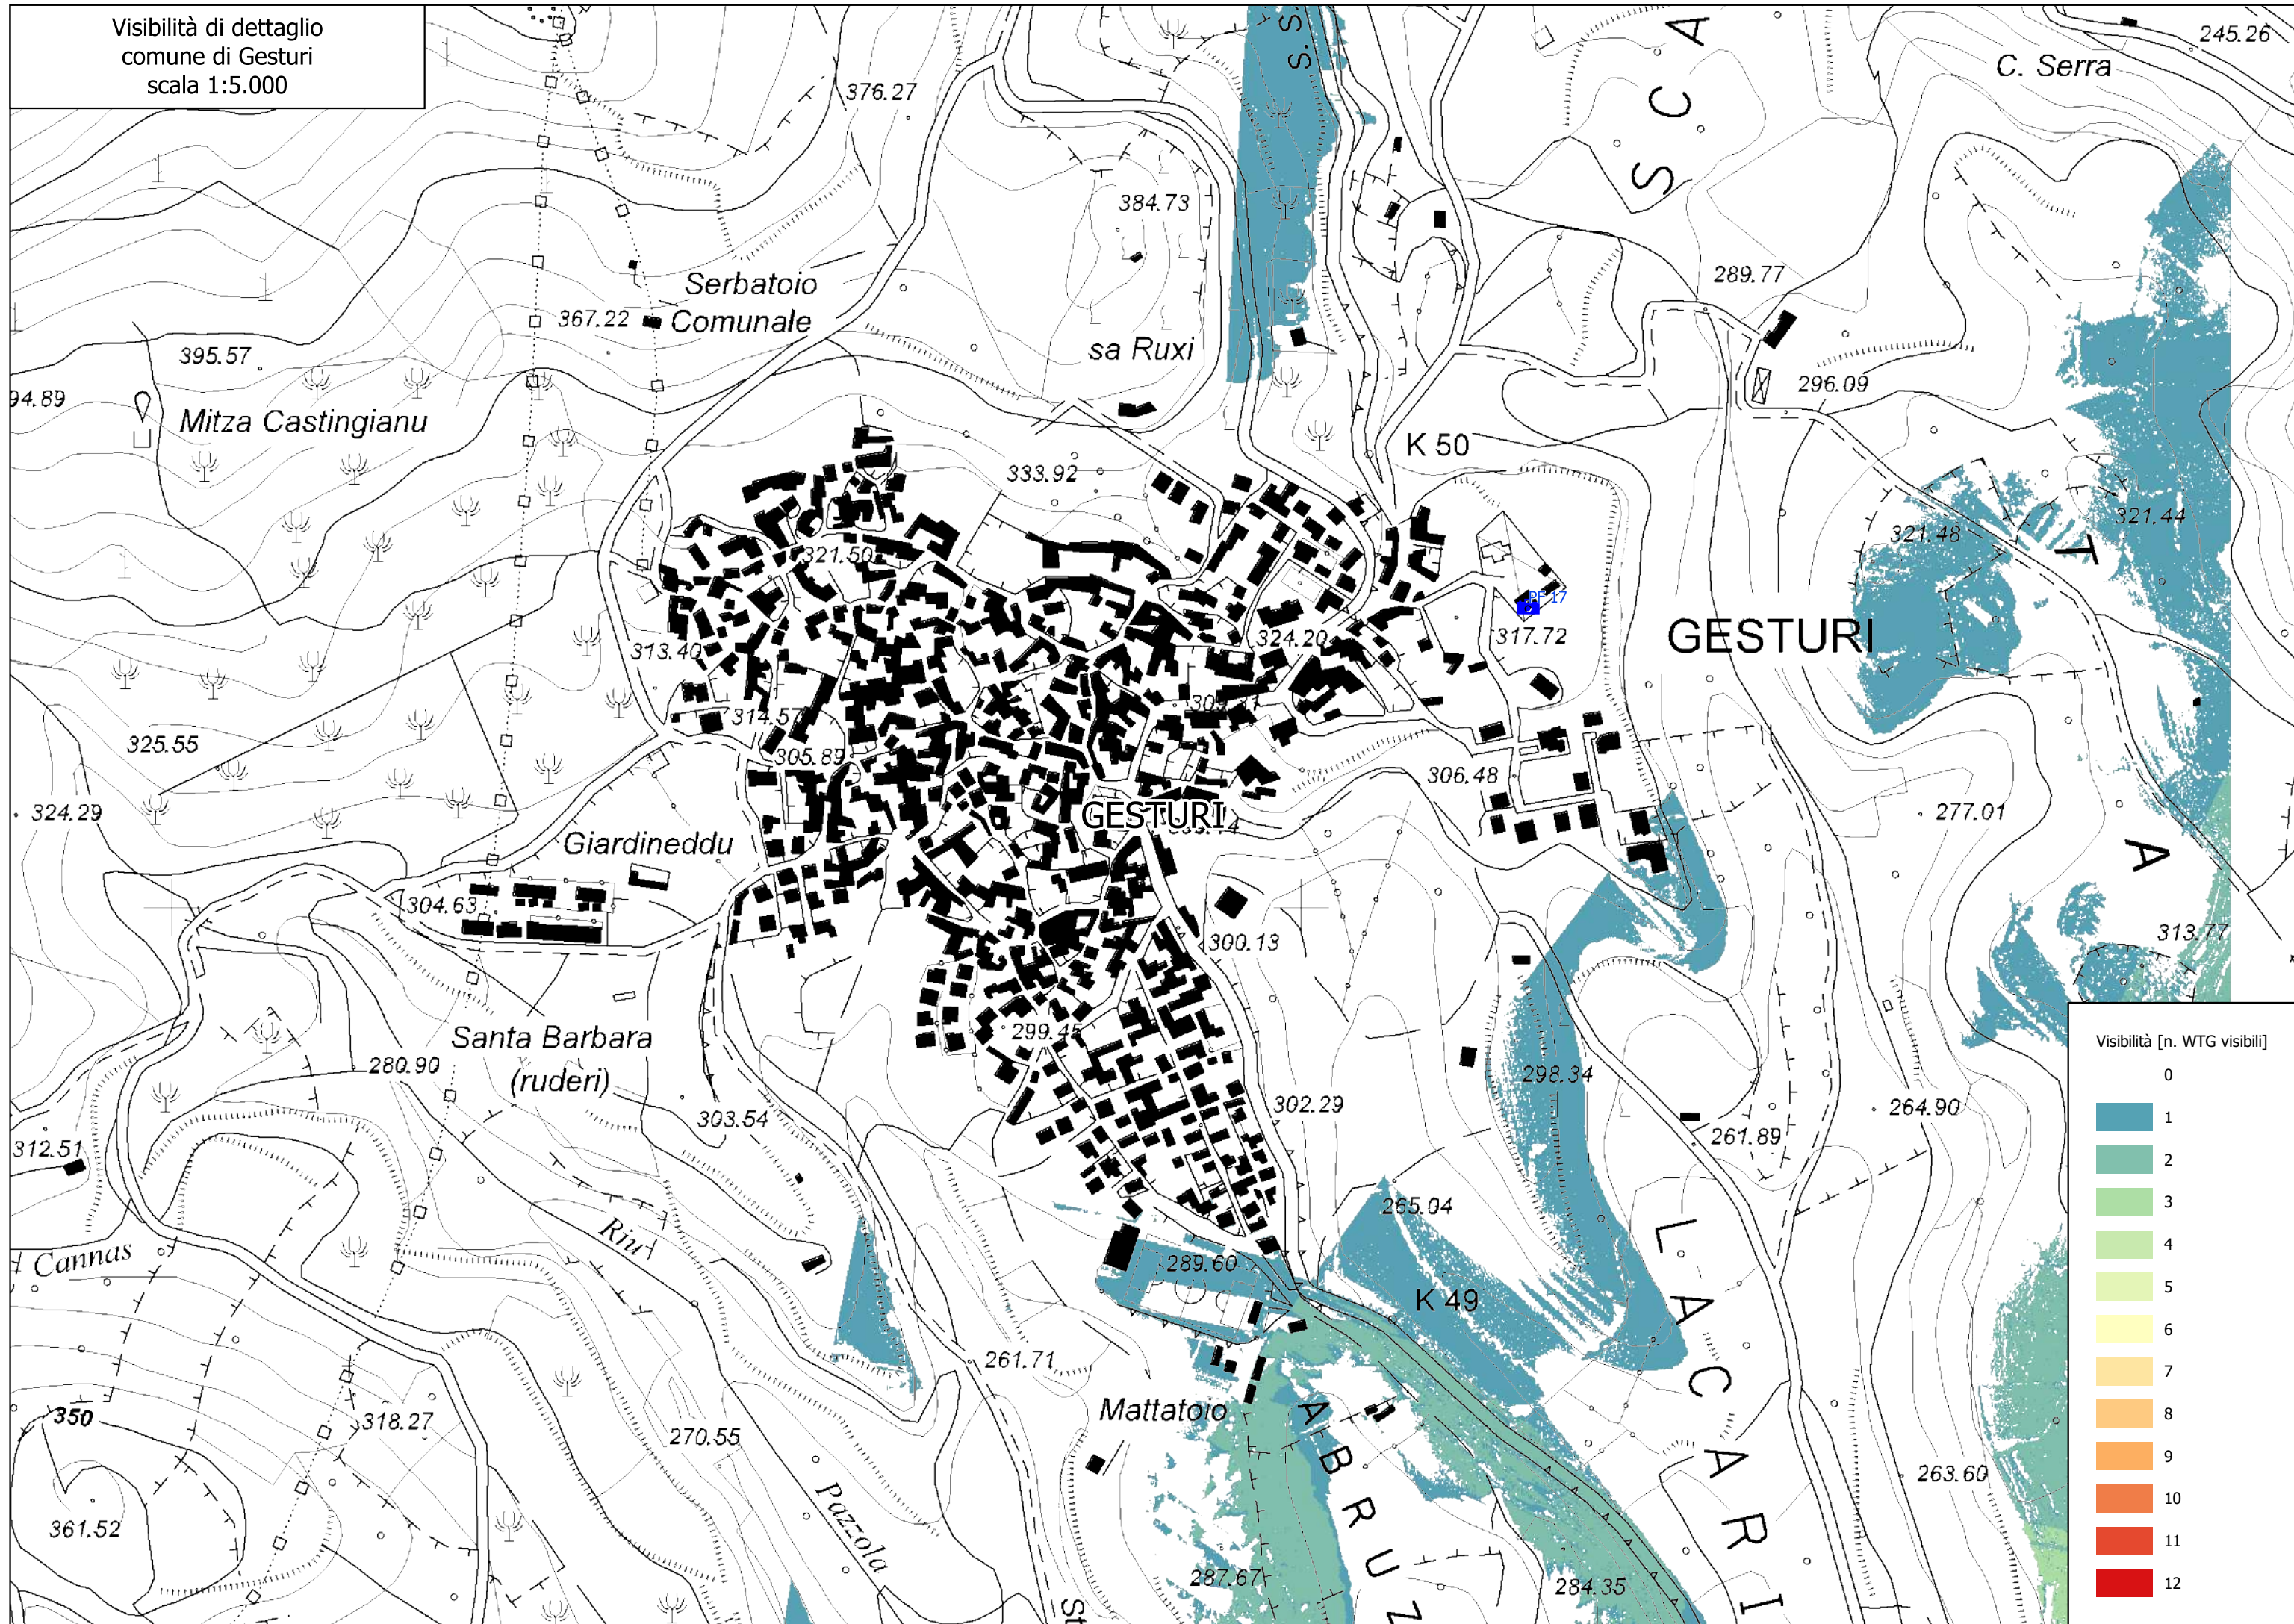 Visibilità di dettaglio
comune di Gesturi
scala 1:5.000
S. S.
S C A
245.26
C. Serra
376.27
384.73
Serbatoio
Comunale
367.22
289.77
sa Ruxi
395.57
94.89
296.09
Mitza Castingianu
K 50
333.92
321.44
321.48
321.50
T
PF 17
317.72
GESTURI
324.20
313.40
314.57
325.55
305.89
306.48
324.29
GESTURI
277.01
Giardineddu
A
304.63
313.77
300.13
299.45
Santa Barbara
(ruderi)
280.90
298.34
302.29
303.54
264.90
261.89
312.51
265.04
Riu
Cannas
289.60
K 49
261.71
Mattatoio
350
318.27
270.55
Pazzola
361.52
263.60
287.67
284.35
St
A B R U Z
L A C A R I
Visibilità [n. WTG visibili]
0
1
2
3
4
5
6
7
8
9
10
11
12